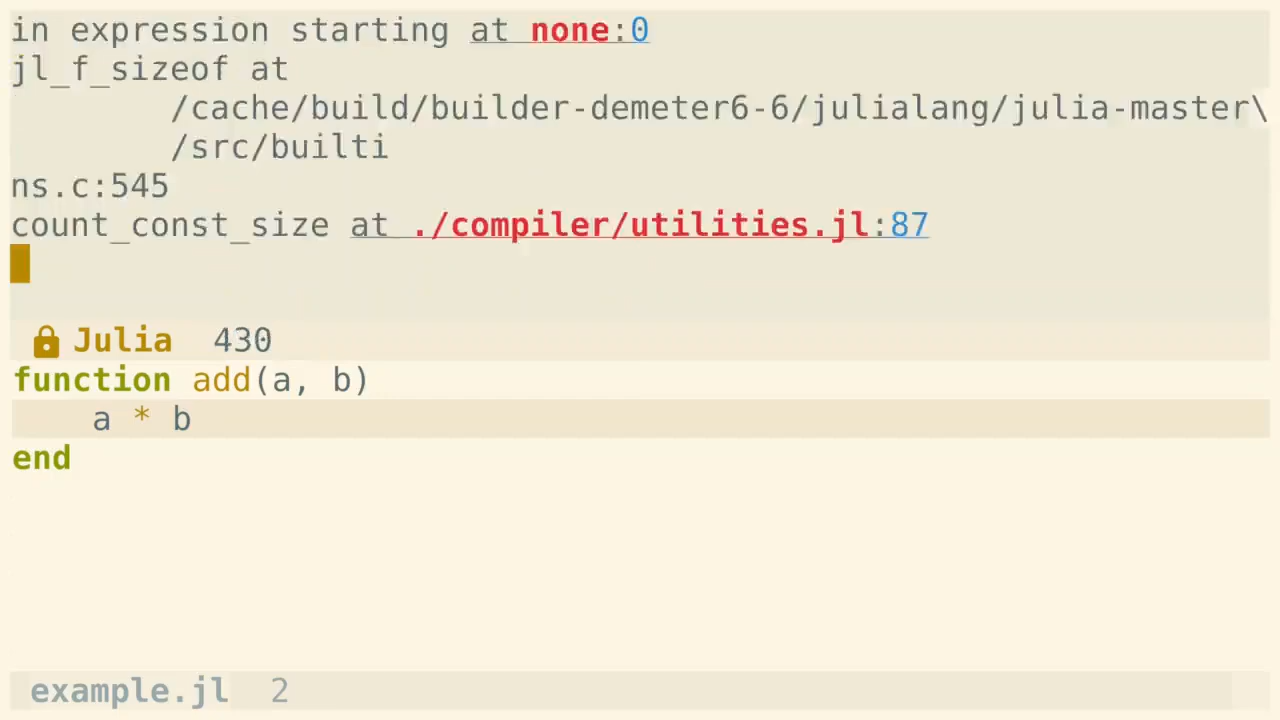 in expression starting at none:0
jl_f_sizeof at
/cache/build/builder-demeter6-6/julialang/julia-master\
/src/builti
ns.c:545
count_const_size at ./compiler/utilities.jl:87
Julia 430
function add(a, b)
    a * b
end
example.jl 2